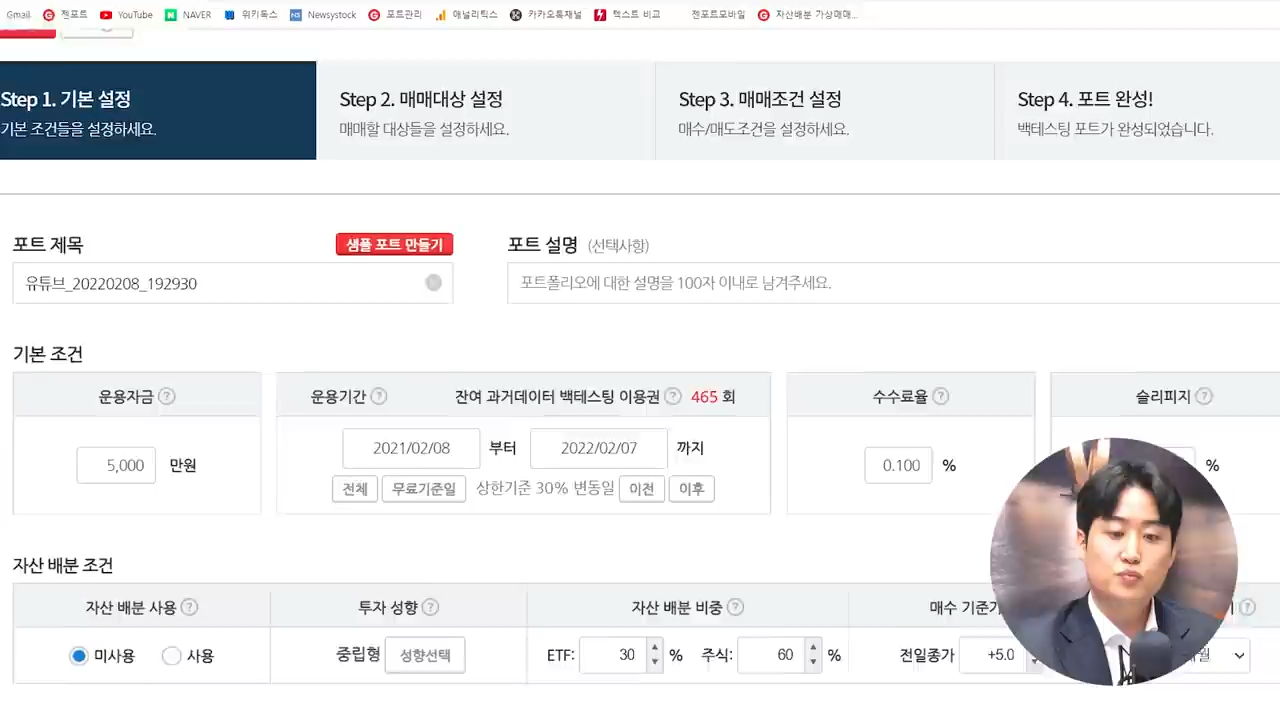 Gmail 젠포트 YouTube NAVER 위키독스 Newsystock 포트관리 애널리틱스 카카오톡채널 텍스트 비교 젠포트모바일 자산배분 가상매매...
Step 1. 기본 설정
기본 조건들을 설정하세요.
Step 2. 매매대상 설정
매매할 대상들을 설정하세요.
Step 3. 매매조건 설정
매수/매도조건을 설정하세요.
Step 4. 포트 완성!
백테스팅 포트가 완성되었습니다.
포트 제목 샘플 포트 만들기
유튜브_20220208_192930
포트 설명 (선택사항)
포트폴리오에 대한 설명을 100자 이내로 남겨주세요.
기본 조건
운용자금 ?
5,000 만원
운용기간 ? 잔여 과거데이터 백테스팅 이용권 ? 465 회
2021/02/08 부터 2022/02/07 까지
전체 무료기준일 상한기준 30% 변동일 이전 이후
수수료율 ?
0.100 %
슬리피지 ?
%
자산 배분 조건
자산 배분 사용 ?
미사용 사용
투자 성향 ?
중립형 성향선택
자산 배분 비중 ?
ETF: 30 % 주식: 60 %
매수 기준가
전일종가 +5.0
?